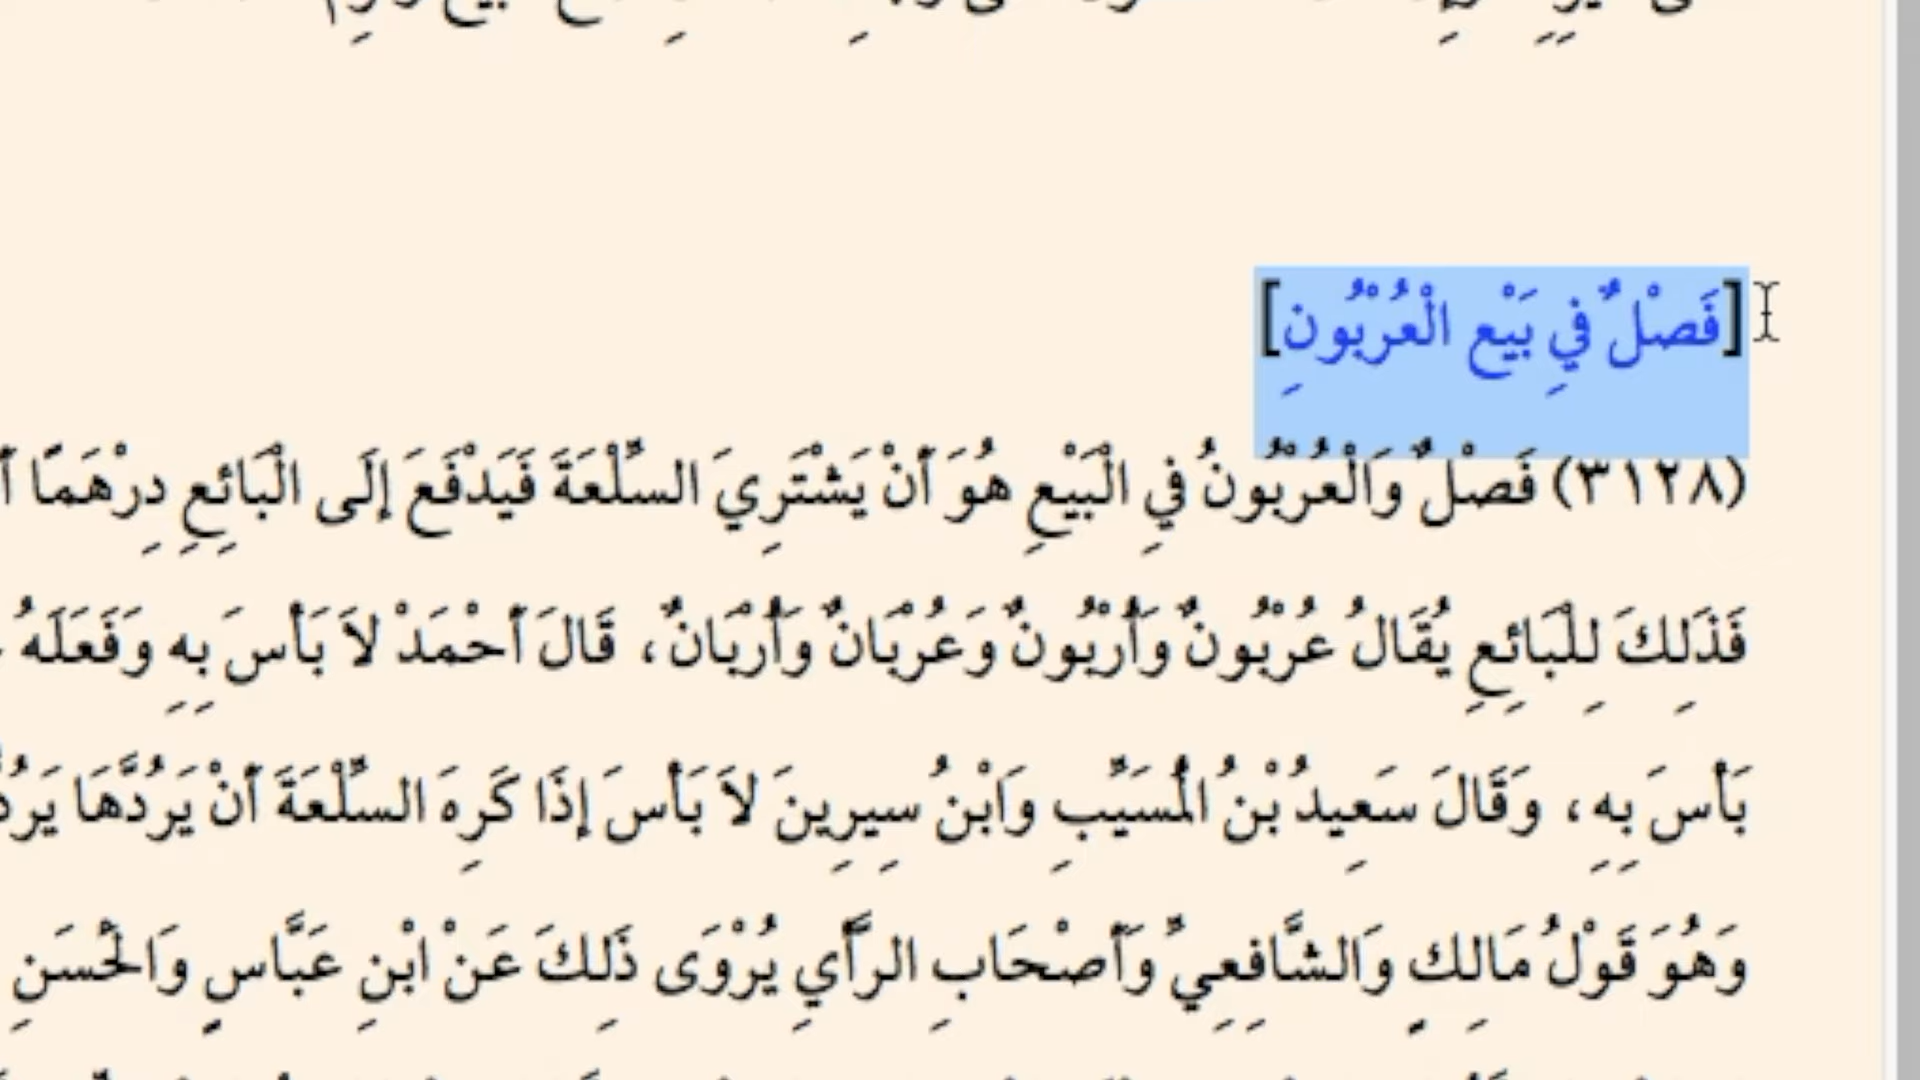 [فَصْلٌ فِي بَيْع الْعُرْبُونِ]
(٣١٢٨) فَصْلٌ وَالْعُرْبُونُ فِي الْبَيْعِ هُوَ أَنْ يَشْتَرِيَ السِّلْعَةَ فَيَدْفَعَ إلَى الْبَائِعِ دِرْهَمًا
فَذَلِكَ لِلْبَائِعِ يُقَالُ عُرْبُونٌ وَأُرْبُونٌ وَعُرْبَانٌ وَأُرْبَانٌ، قَالَ أَحْمَدْ لَا بَأْسَ بِهِ وَفَعَلَهُ
بَأْسَ بِهِ، وَقَالَ سَعِيدُ بْنُ الْمُسَيِّبِ وَابْنُ سِيرِينَ لَا بَأْسَ إذَا كَرِهَ السِّلْعَةَ أَنْ يَرُدَّهَا
وَهُوَ قَوْلُ مَالِكٍ وَالشَّافِعِيِّ وَأَصْحَابِ الرَّأْيِ يُرْوَى ذَلِكَ عَنْ ابْنِ عَبَّاسٍ وَالْحَسَنِ